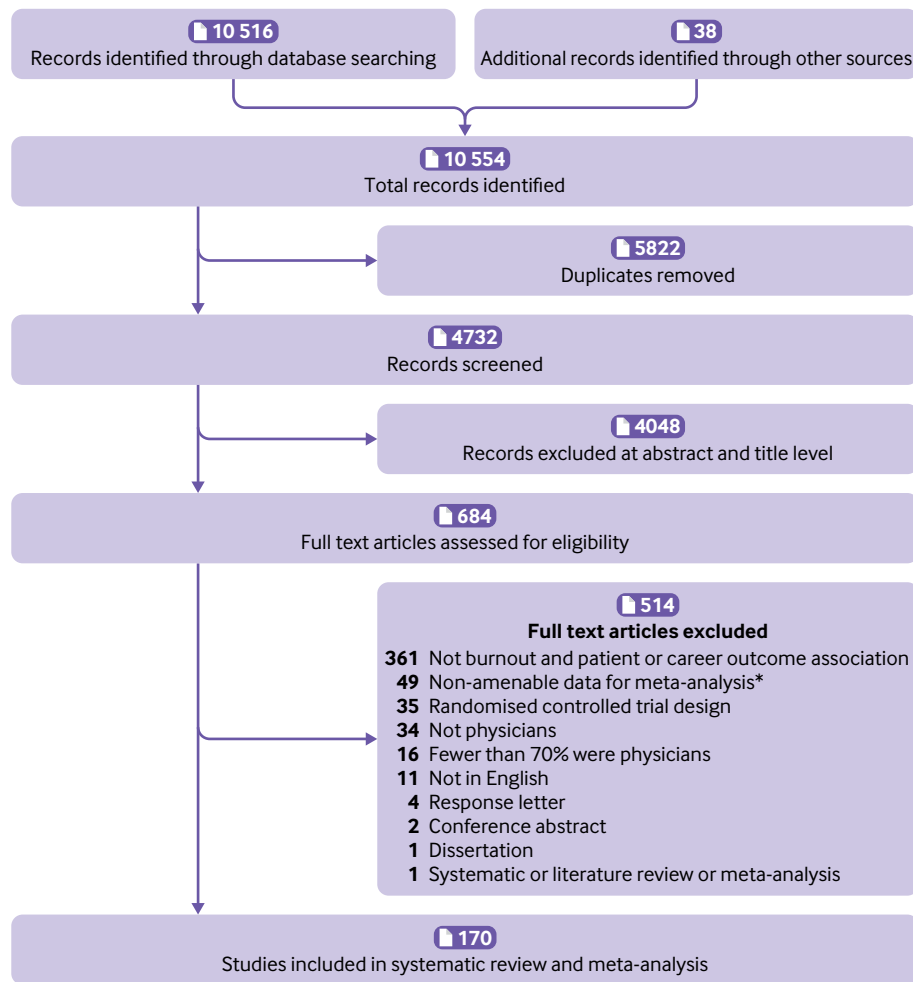 10 516
Records identified through database searching
38
Additional records identified through other sources
10 554
Total records identified
5822
Duplicates removed
4732
Records screened
4048
Records excluded at abstract and title level
684
Full text articles assessed for eligibility
514
Full text articles excluded
361 Not burnout and patient or career outcome association
49 Non-amenable data for meta-analysis*
35 Randomised controlled trial design
34 Not physicians
16 Fewer than 70% were physicians
11 Not in English
4 Response letter
2 Conference abstract
1 Dissertation
1 Systematic or literature review or meta-analysis
170
Studies included in systematic review and meta-analysis